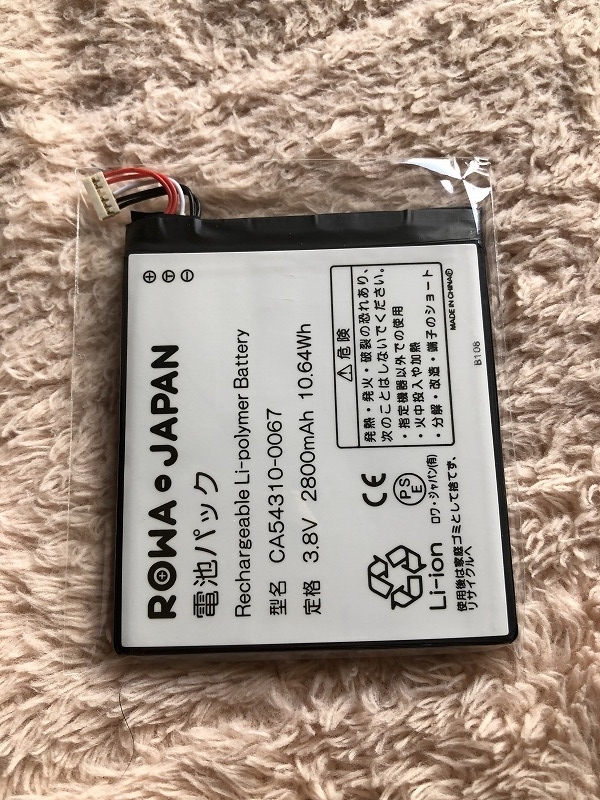 ROWA JAPAN
電池パック
Rechargeable Li-polymer Battery
型名 CA54310-0067
定格 3.8V 2800mAh 10.64Wh
Li-ion
ロワ・ジャパン(有)
使用後は家庭ゴミとして捨てず、
リサイクルへ
CE
PS
E
危険
発熱・発火・破裂の恐れあり、
次のことはしないでください。
・指定機器以外での使用
・火中投入や加熱
・分解・改造・端子のショート
MADE IN CHINA
B108